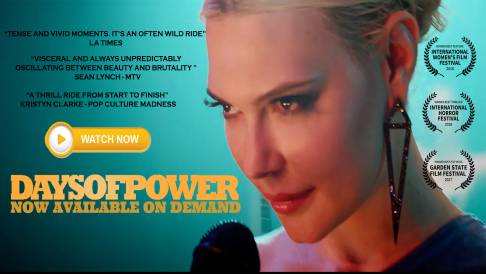 "TENSE AND VIVID MOMENTS. IT'S AN OFTEN WILD RIDE"
LA TIMES
"VISCERAL AND ALWAYS UNPREDICTABLY
OSCILLATING BETWEEN BEAUTY AND BRUTALITY "
SEAN LYNCH - MTV
"A THRILL RIDE FROM START TO FINISH"
KRISTYN CLARKE - POP CULTURE MADNESS
WATCH NOW
DAYSOFPOWER
NOW AVAILABLE ON DEMAND
INTERNATIONAL
WOMEN'S FILM
FESTIVAL
INTERNATIONAL
HORROR
FESTIVAL
GARDEN STATE
FILM FESTIVAL